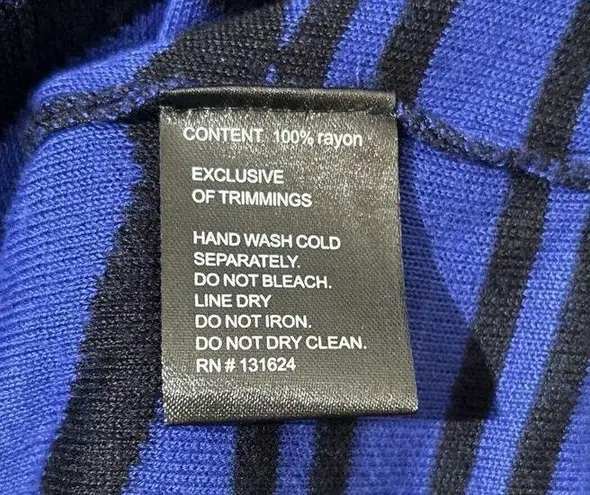 CONTENT 100% rayon
EXCLUSIVE
OF TRIMMINGS
HAND WASH COLD
SEPARATELY.
DO NOT BLEACH.
LINE DRY
DO NOT IRON.
DO NOT DRY CLEAN.
RN # 131624